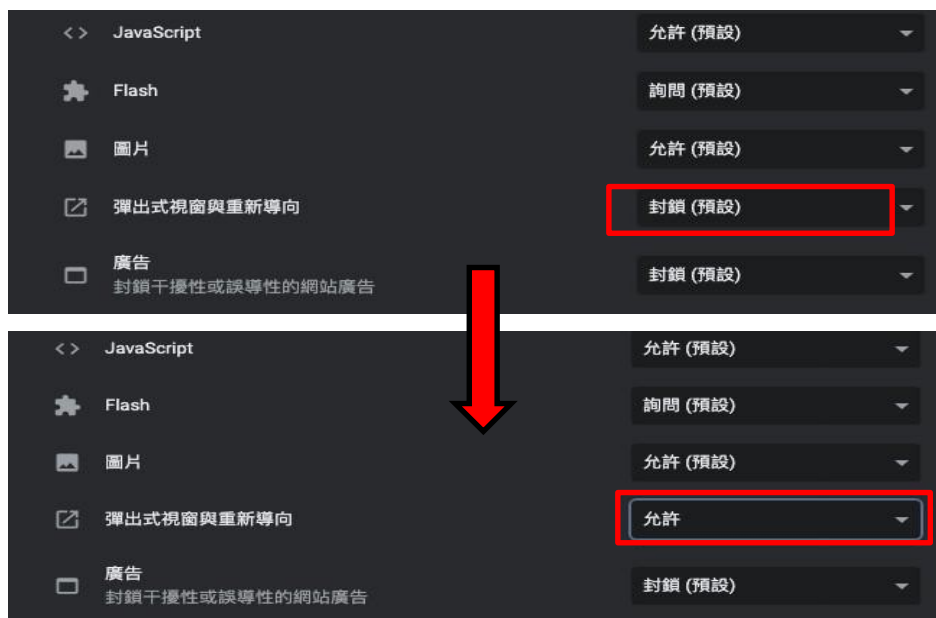 JavaScript 允許 (預設)
Flash 詢問 (預設)
圖片 允許 (預設)
彈出式視窗與重新導向 封鎖 (預設)
廣告
封鎖干擾性或誤導性的網站廣告 封鎖 (預設)
JavaScript 允許 (預設)
Flash 詢問 (預設)
圖片 允許 (預設)
彈出式視窗與重新導向 允許
廣告
封鎖干擾性或誤導性的網站廣告 封鎖 (預設)